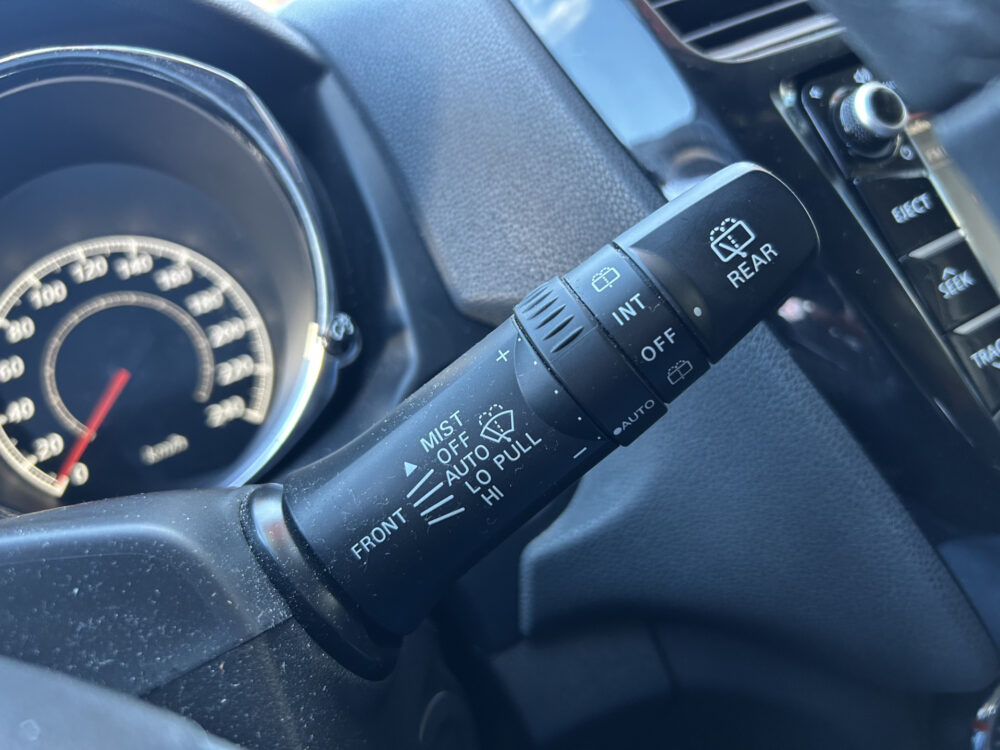 MIST
OFF
AUTO
LO PULL
HI
FRONT
+
-
AUTO
INT
OFF
REAR
0
20
40
60
80
100
120
140
160
180
200
220
km/h
EJECT
SEEK